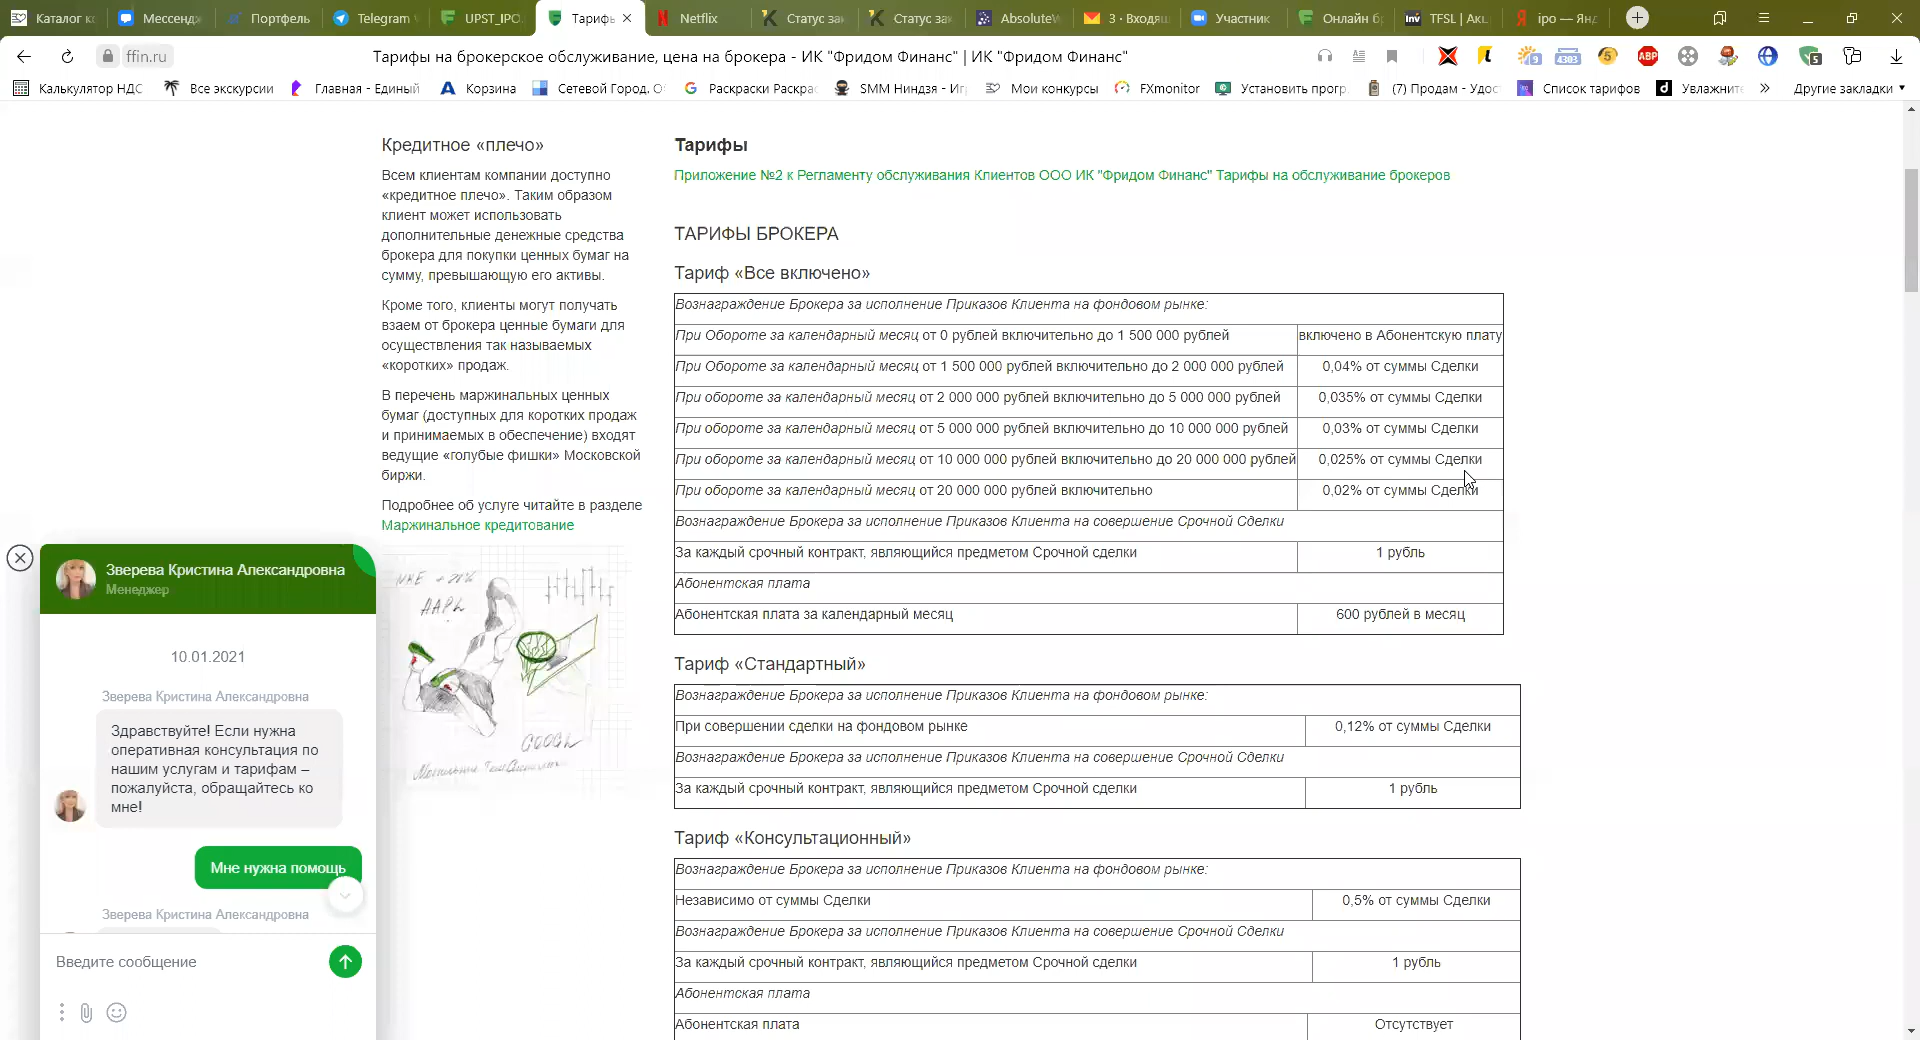 Каталог
Мессендж
Портфель
Telegram
UPST_IPO
Тарифы
Netflix
Статус зак
Статус зак
AbsoluteW
3 · Входящ
Участник
Онлайн б
TFSL | Акц
ipo — Янд
ffin.ru
Тарифы на брокерское обслуживание, цена на брокера - ИК "Фридом Финанс" | ИК "Фридом Финанс"
9
4303
5
ABP
5
Калькулятор НДС
Все экскурсии
Главная - Единый
Корзина
Сетевой Город. О
Раскраски Раскрас
SMM Ниндзя - Иг
Мои конкурсы
FXmonitor
Установить прогр
(7) Продам - Удос
Список тарифов
Увлажните
Другие закладки
Кредитное «плечо»
Всем клиентам компании доступно
«кредитное плечо». Таким образом
клиент может использовать
дополнительные денежные средства
брокера для покупки ценных бумаг на
сумму, превышающую его активы.
Кроме того, клиенты могут получать
взаем от брокера ценные бумаги для
осуществления так называемых
«коротких» продаж.
В перечень маржинальных ценных
бумаг (доступных для коротких продаж
и принимаемых в обеспечение) входят
ведущие «голубые фишки» Московской
биржи.
Подробнее об услуге читайте в разделе
Маржинальное кредитование
NKE + 28%
AAPL
GOOGL
Зверева Кристина Александровна
Менеджер
10.01.2021
Зверева Кристина Александровна
Здравствуйте! Если нужна
оперативная консультация по
нашим услугам и тарифам –
пожалуйста, обращайтесь ко
мне!
Мне нужна помощь
Зверева Кристина Александровна
Введите сообщение
Тарифы
Приложение №2 к Регламенту обслуживания Клиентов ООО ИК "Фридом Финанс" Тарифы на обслуживание брокеров
ТАРИФЫ БРОКЕРА
Тариф «Все включено»
Вознаграждение Брокера за исполнение Приказов Клиента на фондовом рынке:
При Обороте за календарный месяц от 0 рублей включительно до 1 500 000 рублей включено в Абонентскую плату
При Обороте за календарный месяц от 1 500 000 рублей включительно до 2 000 000 рублей 0,04% от суммы Сделки
При обороте за календарный месяц от 2 000 000 рублей включительно до 5 000 000 рублей 0,035% от суммы Сделки
При обороте за календарный месяц от 5 000 000 рублей включительно до 10 000 000 рублей 0,03% от суммы Сделки
При обороте за календарный месяц от 10 000 000 рублей включительно до 20 000 000 рублей 0,025% от суммы Сделки
При обороте за календарный месяц от 20 000 000 рублей включительно 0,02% от суммы Сделки
Вознаграждение Брокера за исполнение Приказов Клиента на совершение Срочной Сделки
За каждый срочный контракт, являющийся предметом Срочной сделки 1 рубль
Абонентская плата
Абонентская плата за календарный месяц 600 рублей в месяц
Тариф «Стандартный»
Вознаграждение Брокера за исполнение Приказов Клиента на фондовом рынке:
При совершении сделки на фондовом рынке 0,12% от суммы Сделки
Вознаграждение Брокера за исполнение Приказов Клиента на совершение Срочной Сделки
За каждый срочный контракт, являющийся предметом Срочной сделки 1 рубль
Тариф «Консультационный»
Вознаграждение Брокера за исполнение Приказов Клиента на фондовом рынке:
Независимо от суммы Сделки 0,5% от суммы Сделки
Вознаграждение Брокера за исполнение Приказов Клиента на совершение Срочной Сделки
За каждый срочный контракт, являющийся предметом Срочной сделки 1 рубль
Абонентская плата
Абонентская плата Отсутствует